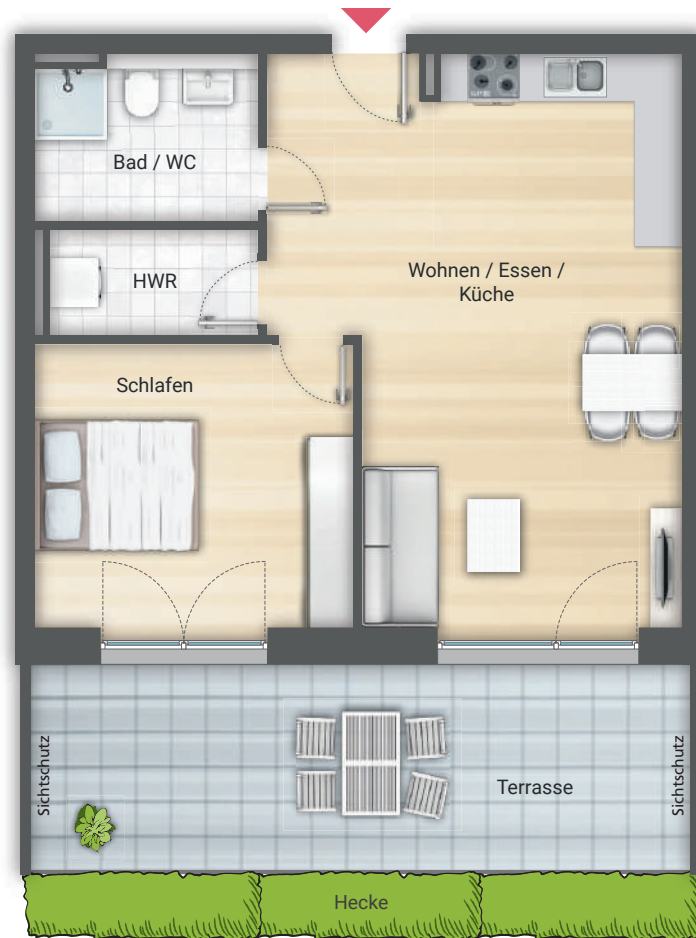 Bad / WC
HWR
Wohnen / Essen /
Küche
Schlafen
Sichtschutz
Terrasse
Sichtschutz
Hecke